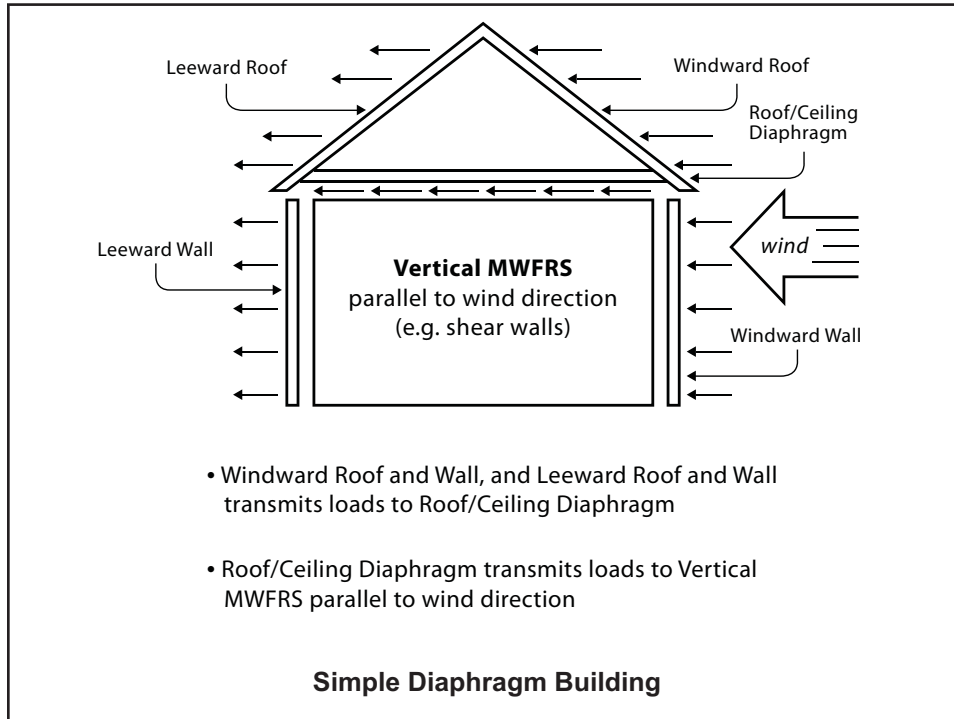 Leeward Roof
Windward Roof
Roof/Ceiling
Diaphragm
Leeward Wall
wind
Vertical MWFRS
parallel to wind direction
(e.g. shear walls)
Windward Wall
• Windward Roof and Wall, and Leeward Roof and Wall
transmits loads to Roof/Ceiling Diaphragm
• Roof/Ceiling Diaphragm transmits loads to Vertical
MWFRS parallel to wind direction
Simple Diaphragm Building